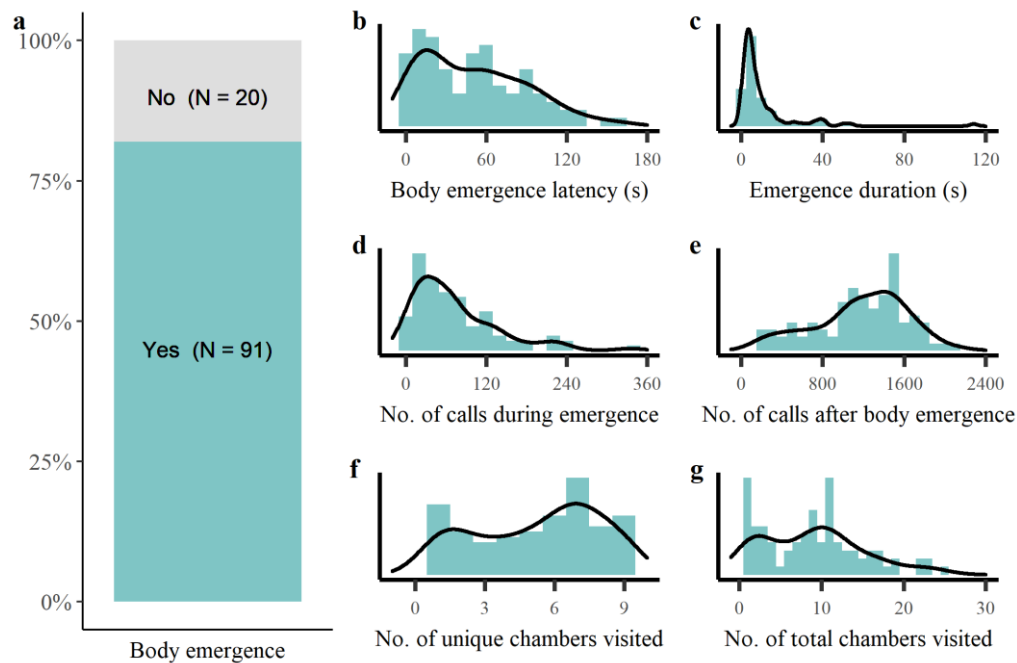 a
100%
75%
50%
25%
0%
No (N = 20)
Yes (N = 91)
Body emergence
b
0 60 120 180
Body emergence latency (s)
c
0 40 80 120
Emergence duration (s)
d
0 120 240 360
No. of calls during emergence
e
0 800 1600 2400
No. of calls after body emergence
f
0 3 6 9
No. of unique chambers visited
g
0 10 20 30
No. of total chambers visited